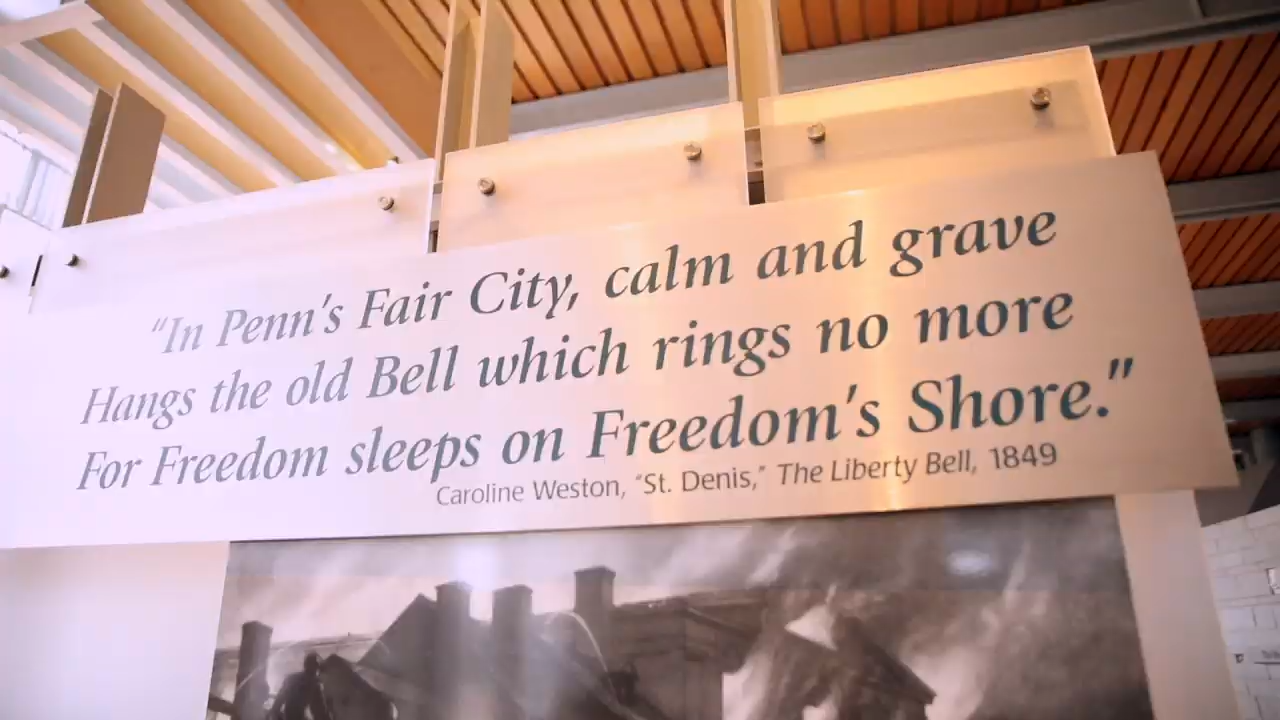 “In Penn's Fair City, calm and grave
Hangs the old Bell which rings no more
For Freedom sleeps on Freedom's Shore.”
Caroline Weston, “St. Denis,” The Liberty Bell, 1849